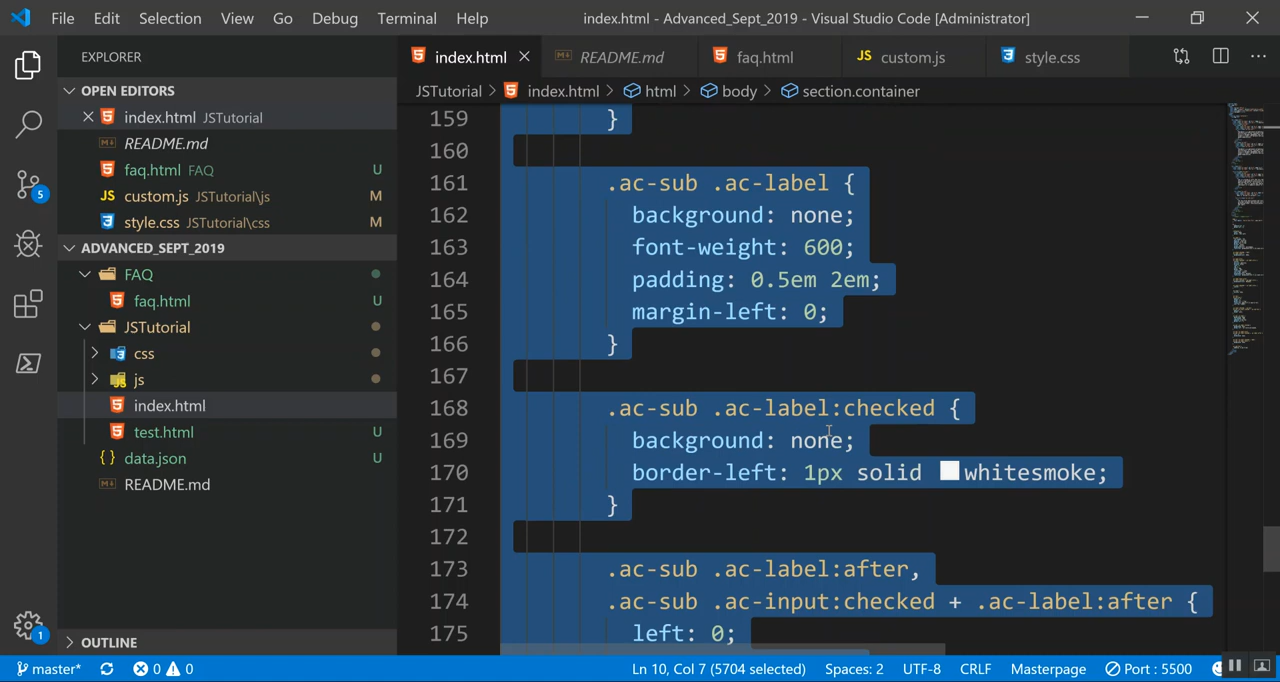 File Edit Selection View Go Debug Terminal Help index.html - Advanced_Sept_2019 - Visual Studio Code [Administrator]
EXPLORER
index.html README.md faq.html JS custom.js style.css
OPEN EDITORS
JSTutorial > index.html > html > body > section.container
index.html JSTutorial
README.md
faq.html FAQ U
JS custom.js JSTutorial\js M
style.css JSTutorial\css M
ADVANCED_SEPT_2019
FAQ
faq.html U
JSTutorial
css
js
index.html
test.html U
{ } data.json U
README.md
OUTLINE
5
1
159 }
160
161 .ac-sub .ac-label {
162 background: none;
163 font-weight: 600;
164 padding: 0.5em 2em;
165 margin-left: 0;
166 }
167
168 .ac-sub .ac-label:checked {
169 background: none;
170 border-left: 1px solid whitesmoke;
171 }
172
173 .ac-sub .ac-label:after,
174 .ac-sub .ac-input:checked + .ac-label:after {
175 left: 0;
master* 0 0 Ln 10, Col 7 (5704 selected) Spaces: 2 UTF-8 CRLF Masterpage Port : 5500